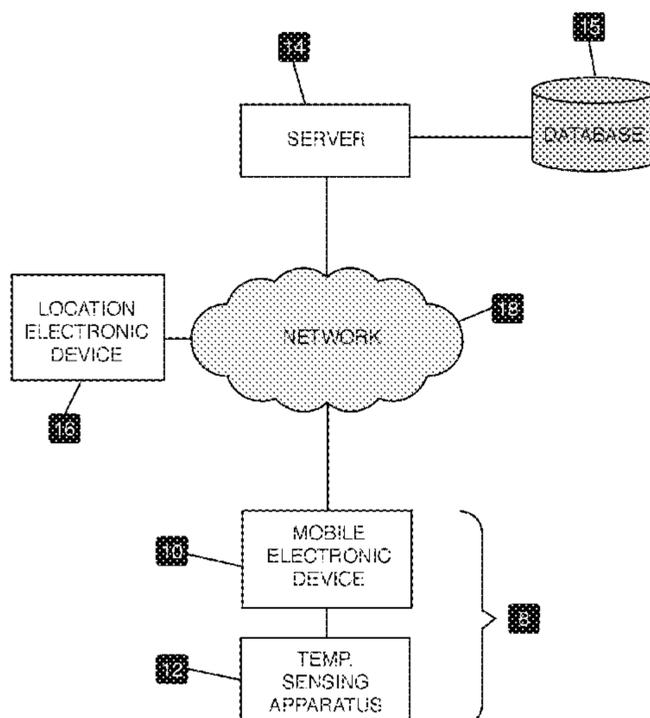 14
15
SERVER
DATABASE
LOCATION
ELECTRONIC
DEVICE
NETWORK
18
16
10
MOBILE
ELECTRONIC
DEVICE
8
12
TEMP.
SENSING
APPARATUS